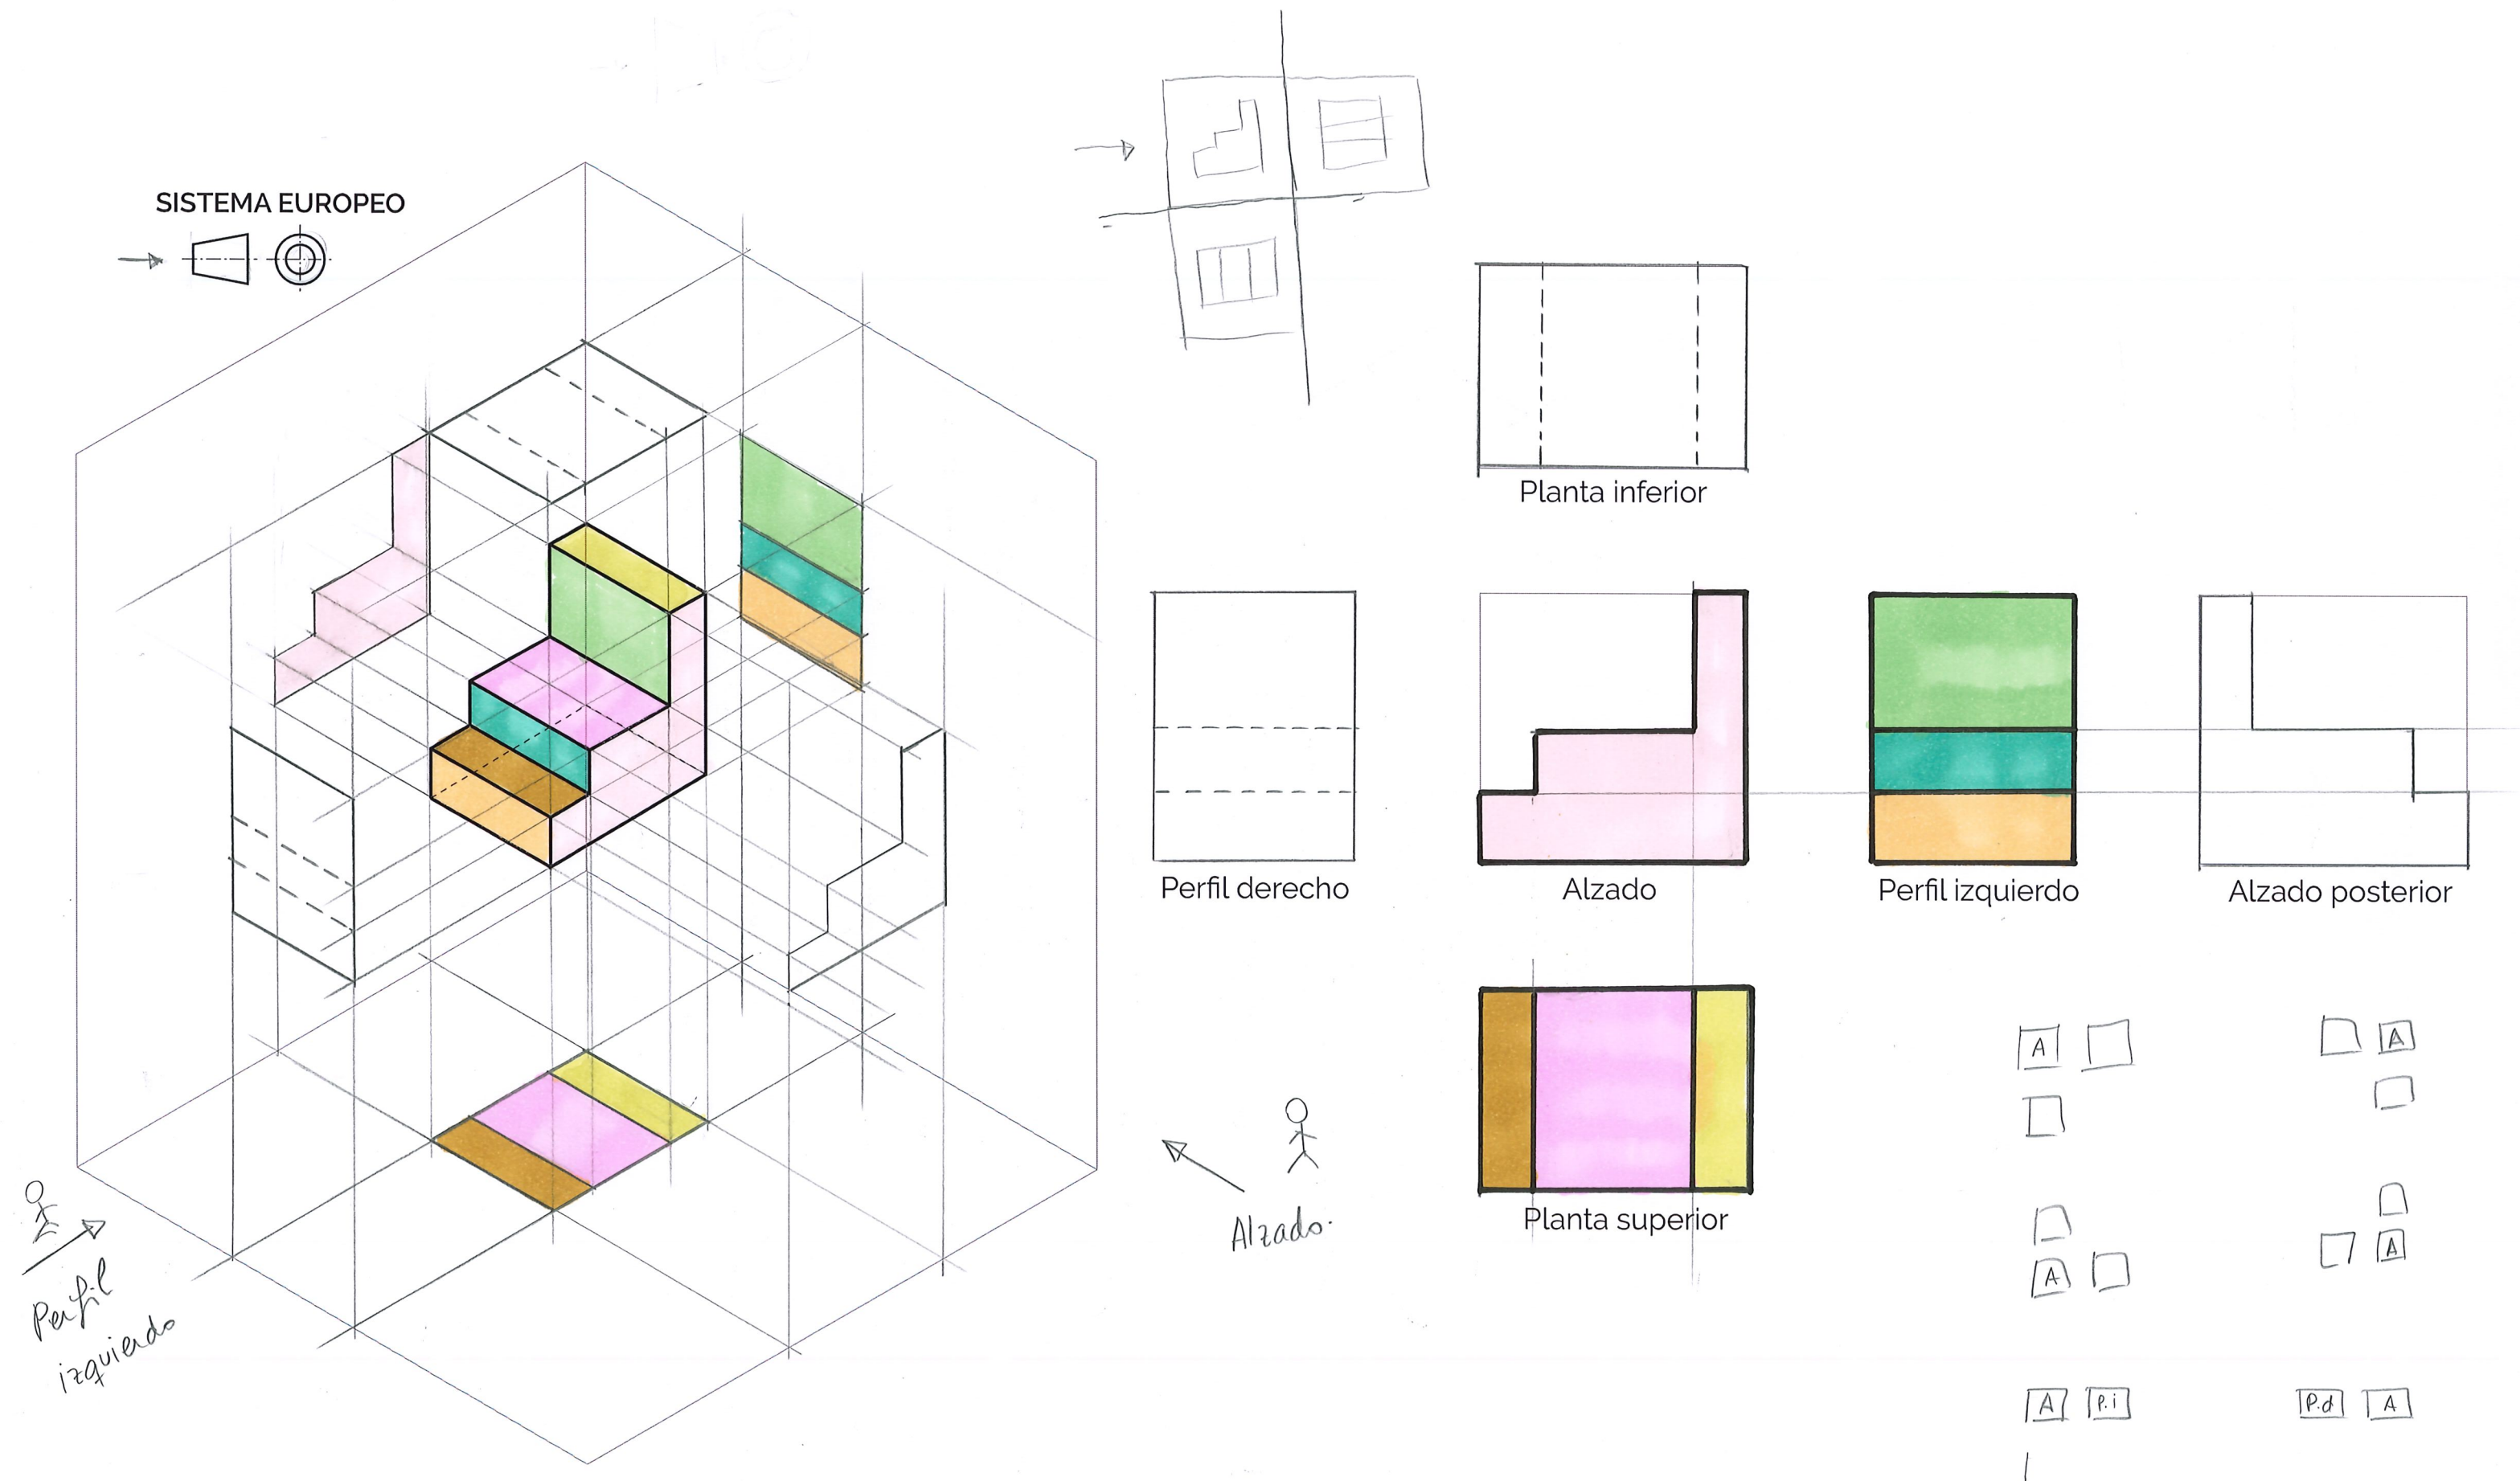 SISTEMA EUROPEO
Planta inferior
Perfil derecho
Alzado
Perfil izquierdo
Alzado posterior
Planta superior
Alzado.
Perfil
izquierdo
A
A
A
A
A
P.i
P.d
A